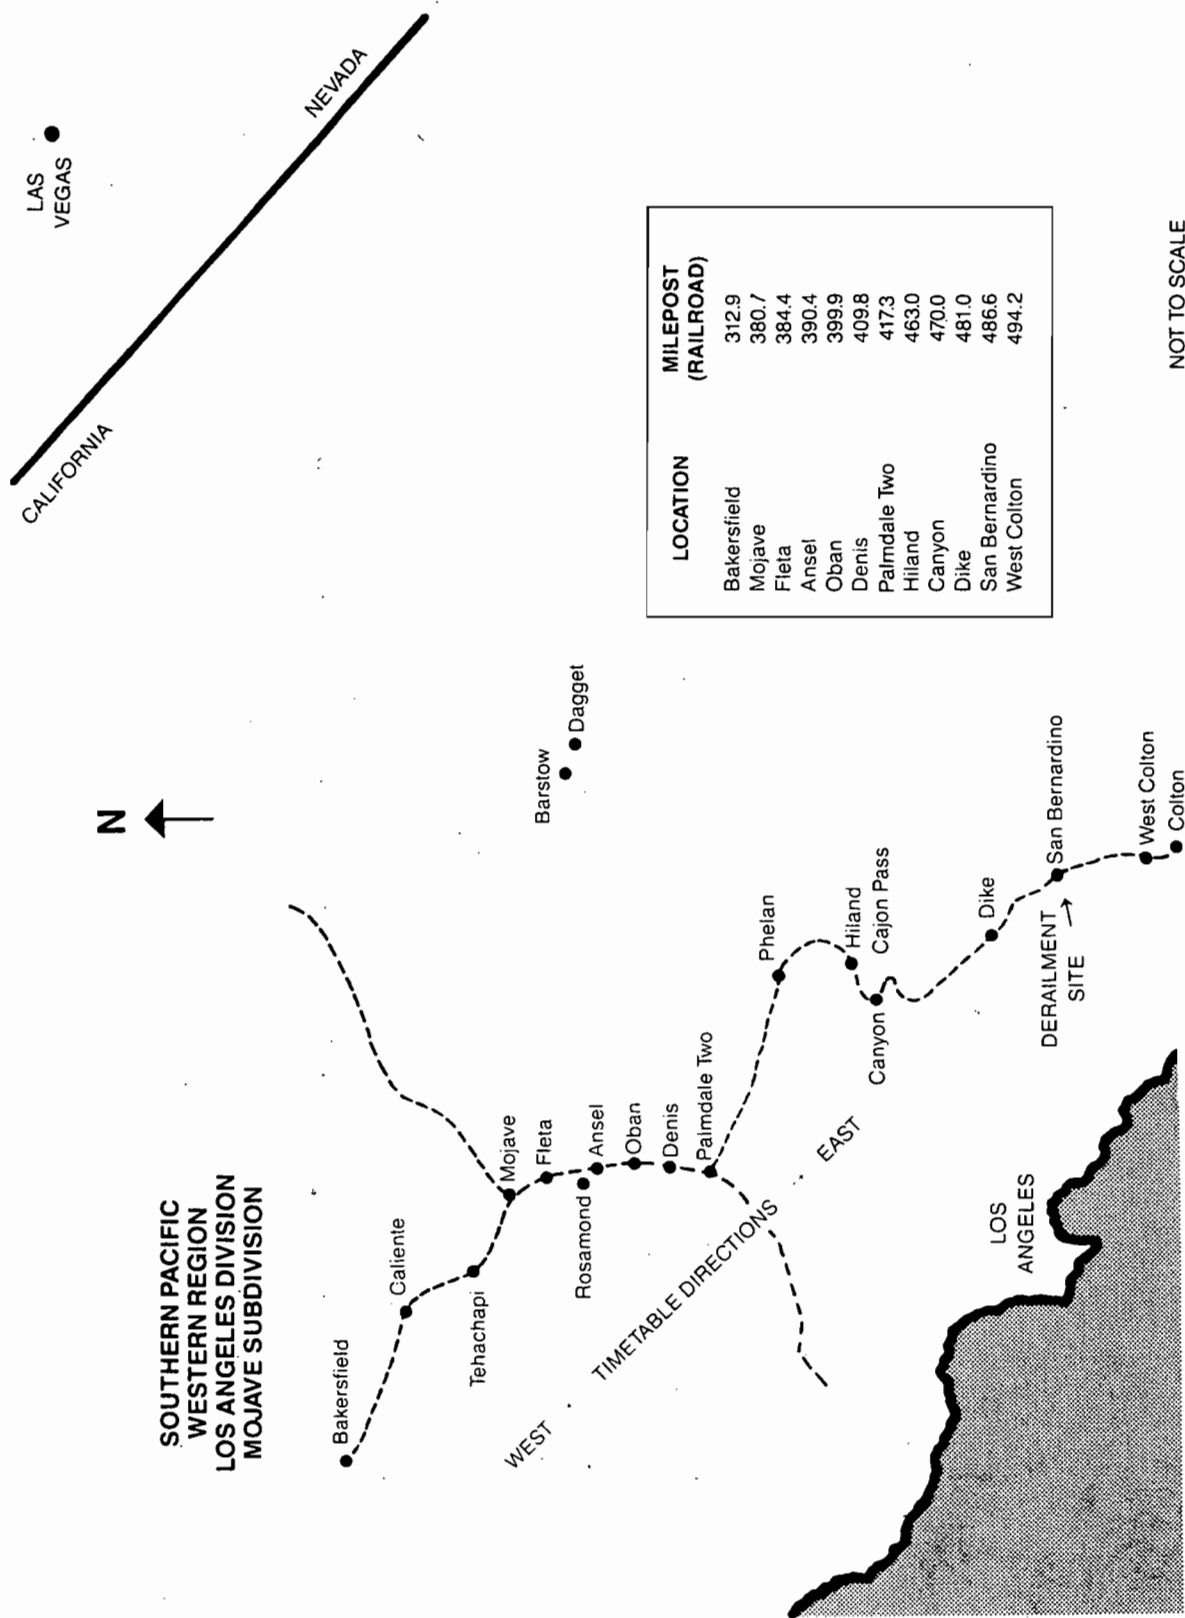 SOUTHERN PACIFIC
WESTERN REGION
LOS ANGELES DIVISION
MOJAVE SUBDIVISION
N
LAS
VEGAS
CALIFORNIA
NEVADA
Bakersfield
Caliente
Tehachapi
Mojave
Fleta
Rosamond
Ansel
Oban
Denis
Palmdale Two
Barstow
Dagget
Phelan
Hiland
Cajon Pass
Canyon
Dike
San Bernardino
DERAILMENT
SITE
West Colton
Colton
WEST
TIMETABLE DIRECTIONS
EAST
LOS
ANGELES
LOCATION MILEPOST
(RAILROAD)
Bakersfield 312.9
Mojave 380.7
Fleta 384.4
Ansel 390.4
Oban 399.9
Denis 409.8
Palmdale Two 417.3
Hiland 463.0
Canyon 470.0
Dike 481.0
San Bernardino 486.6
West Colton 494.2
NOT TO SCALE